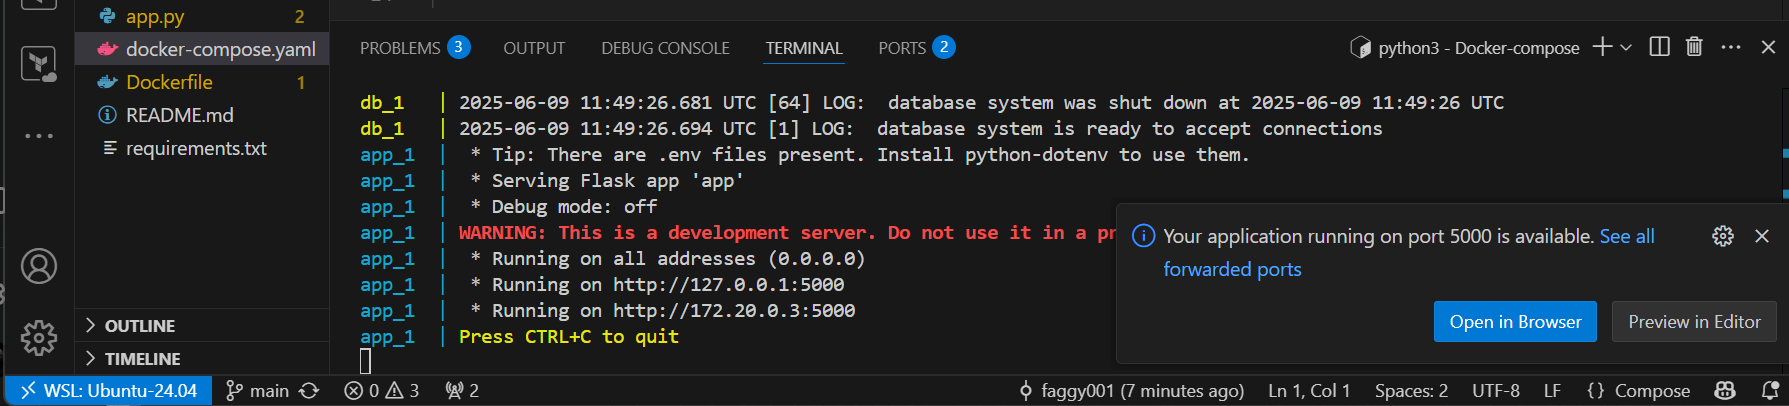 app.py 2
docker-compose.yaml
Dockerfile 1
README.md
requirements.txt
OUTLINE
TIMELINE
PROBLEMS 3 OUTPUT DEBUG CONSOLE TERMINAL PORTS 2 python3 - Docker-compose
db_1 | 2025-06-09 11:49:26.681 UTC [64] LOG: database system was shut down at 2025-06-09 11:49:26 UTC
db_1 | 2025-06-09 11:49:26.694 UTC [1] LOG: database system is ready to accept connections
app_1 | * Tip: There are .env files present. Install python-dotenv to use them.
app_1 | * Serving Flask app 'app'
app_1 | * Debug mode: off
app_1 | WARNING: This is a development server. Do not use it in a pr
app_1 | * Running on all addresses (0.0.0.0)
app_1 | * Running on http://127.0.0.1:5000
app_1 | * Running on http://172.20.0.3:5000
app_1 | Press CTRL+C to quit
Your application running on port 5000 is available. See all
forwarded ports
Open in Browser Preview in Editor
WSL: Ubuntu-24.04 main 0 3 2 faggy001 (7 minutes ago) Ln 1, Col 1 Spaces: 2 UTF-8 LF {} Compose